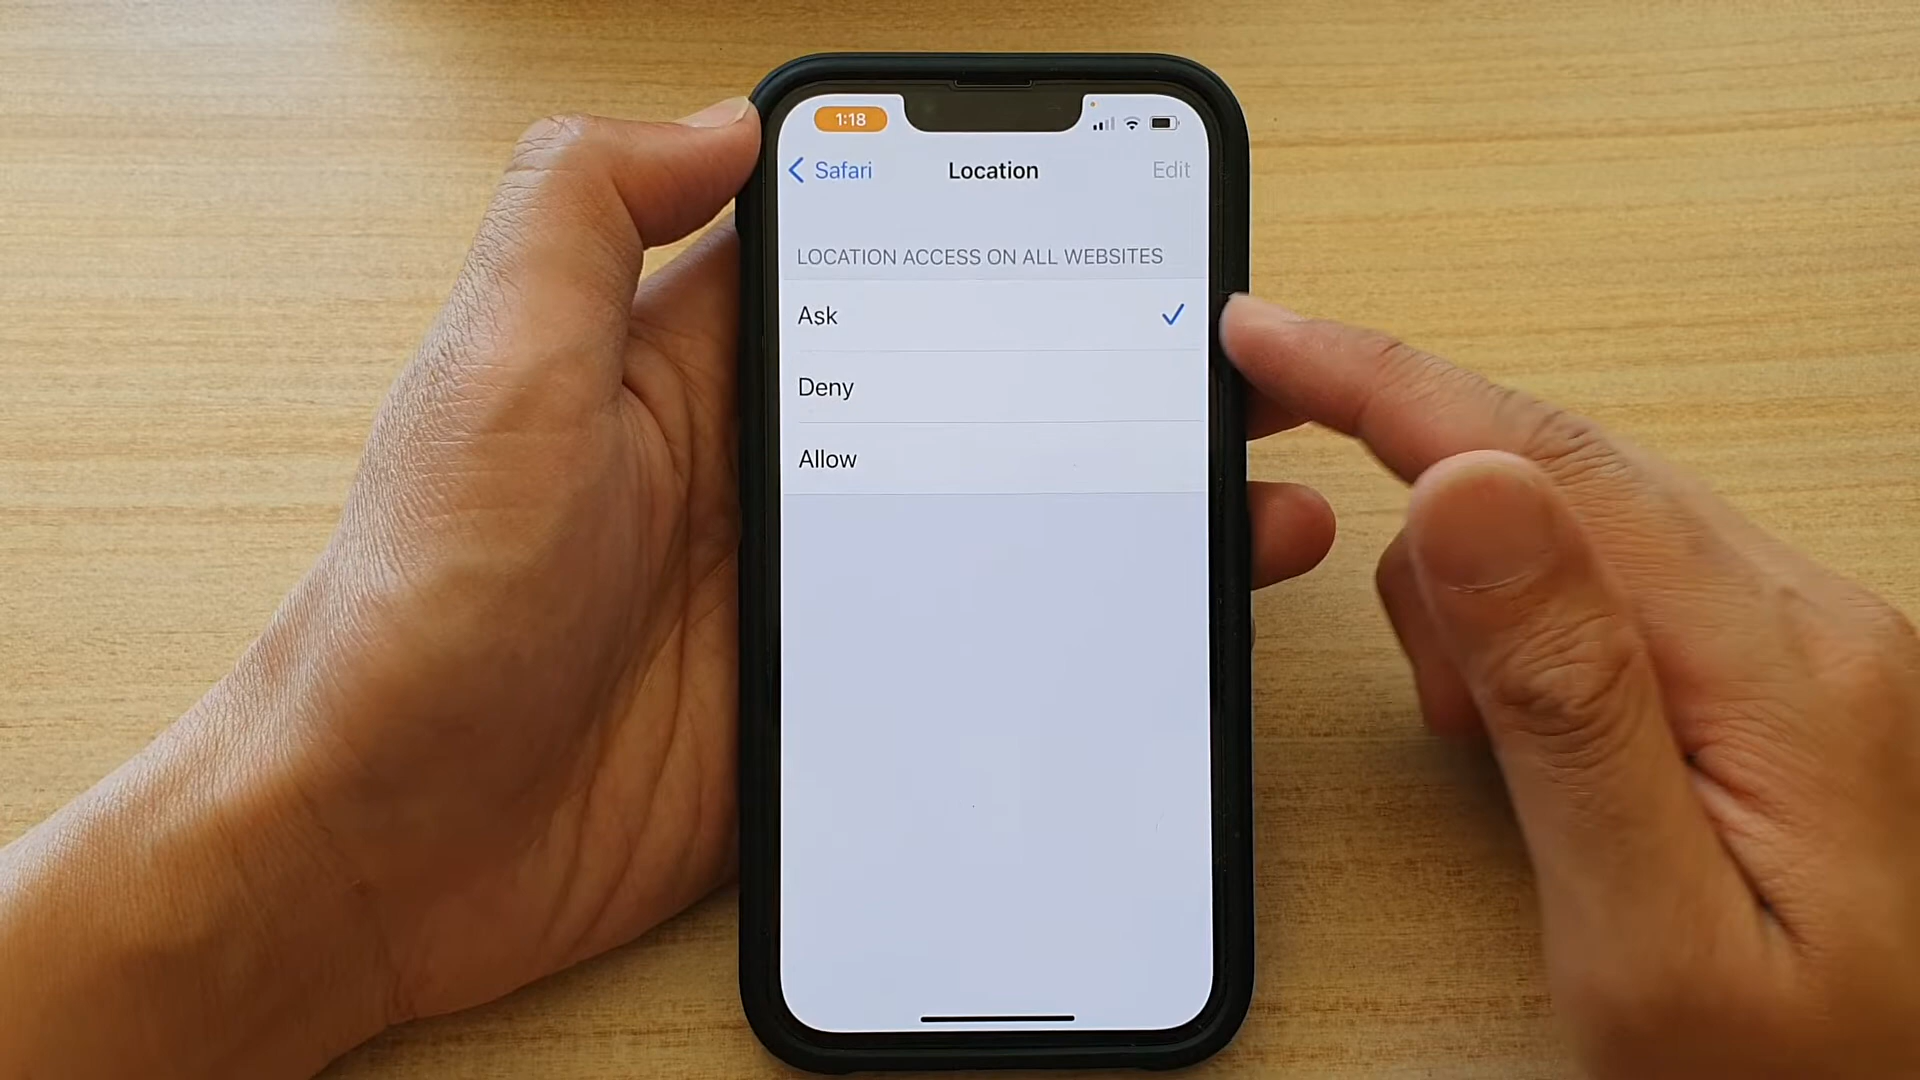 1:18
Safari
Location
Edit
LOCATION ACCESS ON ALL WEBSITES
Ask
Deny
Allow